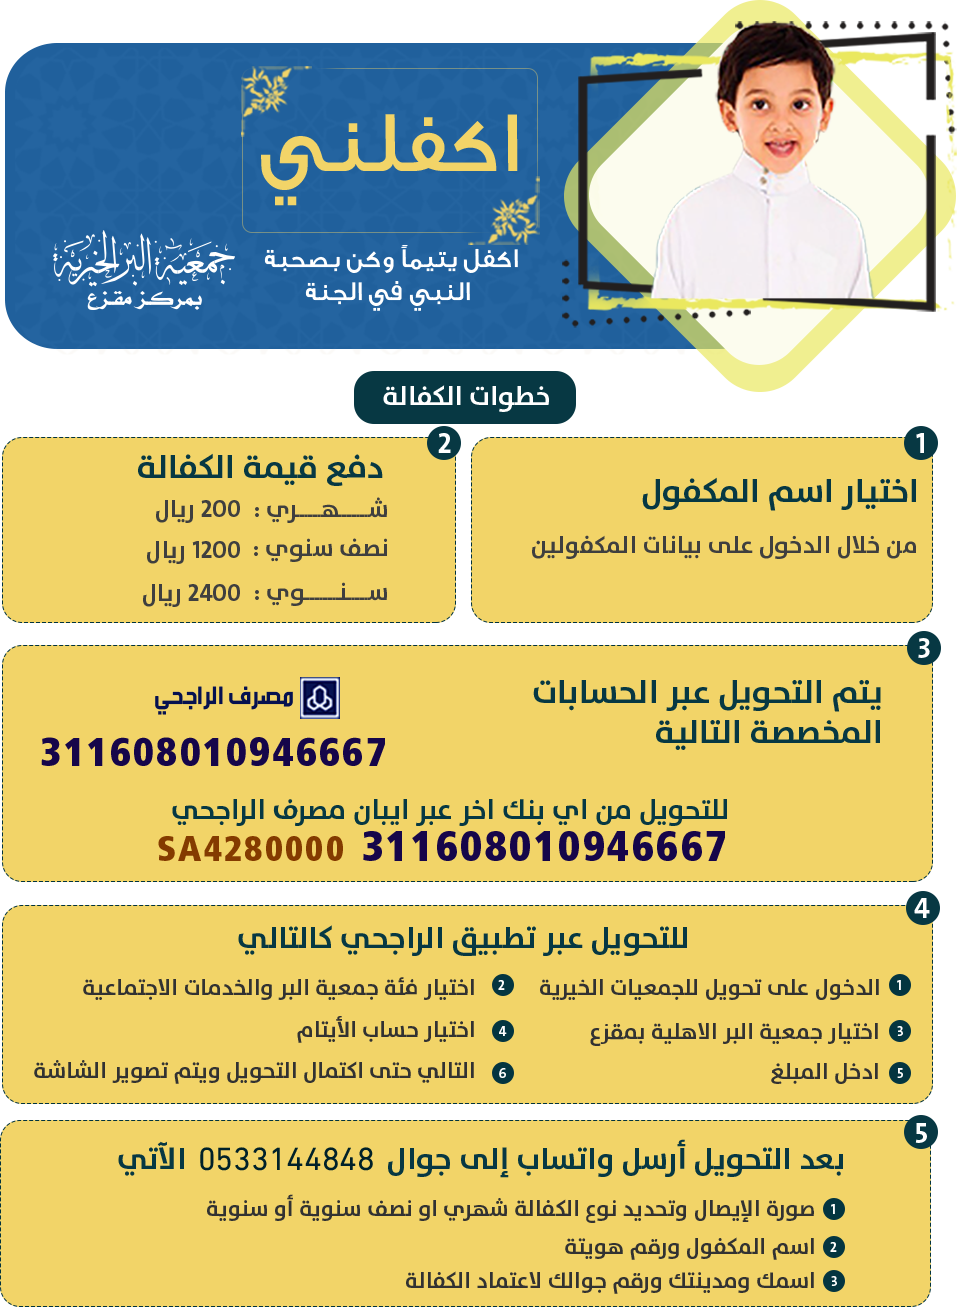 اكفلني
اكفل يتيماً وكن بصحبة
النبي في الجنة
جمعية البر الخيرية
بمركز مقزع
خطوات الكفالة
1
اختيار اسم المكفول
من خلال الدخول على بيانات المكفولين
2
دفع قيمة الكفالة
شـــهـــري : 200 ريال
نصف سنوي : 1200 ريال
ســـنـــــوي : 2400 ريال
3
يتم التحويل عبر الحسابات
المخصصة التالية
مصرف الراجحي
311608010946667
للتحويل من اي بنك اخر عبر ايبان مصرف الراجحي
SA4280000 311608010946667
4
للتحويل عبر تطبيق الراجحي كالتالي
1 الدخول على تحويل للجمعيات الخيرية
2 اختيار فئة جمعية البر والخدمات الاجتماعية
3 اختيار جمعية البر الاهلية بمقزع
4 اختيار حساب الأيتام
5 ادخل المبلغ
6 التالي حتى اكتمال التحويل ويتم تصوير الشاشة
5
بعد التحويل أرسل واتساب إلى جوال 0533144848 الآتي
1 صورة الإيصال وتحديد نوع الكفالة شهري او نصف سنوية أو سنوية
2 اسم المكفول ورقم هويتة
3 اسمك ومدينتك ورقم جوالك لاعتماد الكفالة